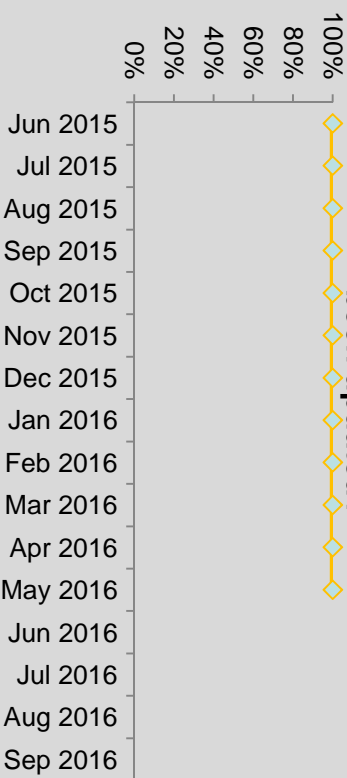 100%
80%
60%
40%
20%
0%
Jun 2015
Jul 2015
Aug 2015
Sep 2015
Oct 2015
Nov 2015
Dec 2015
Jan 2016
Feb 2016
Mar 2016
Apr 2016
May 2016
Jun 2016
Jul 2016
Aug 2016
Sep 2016